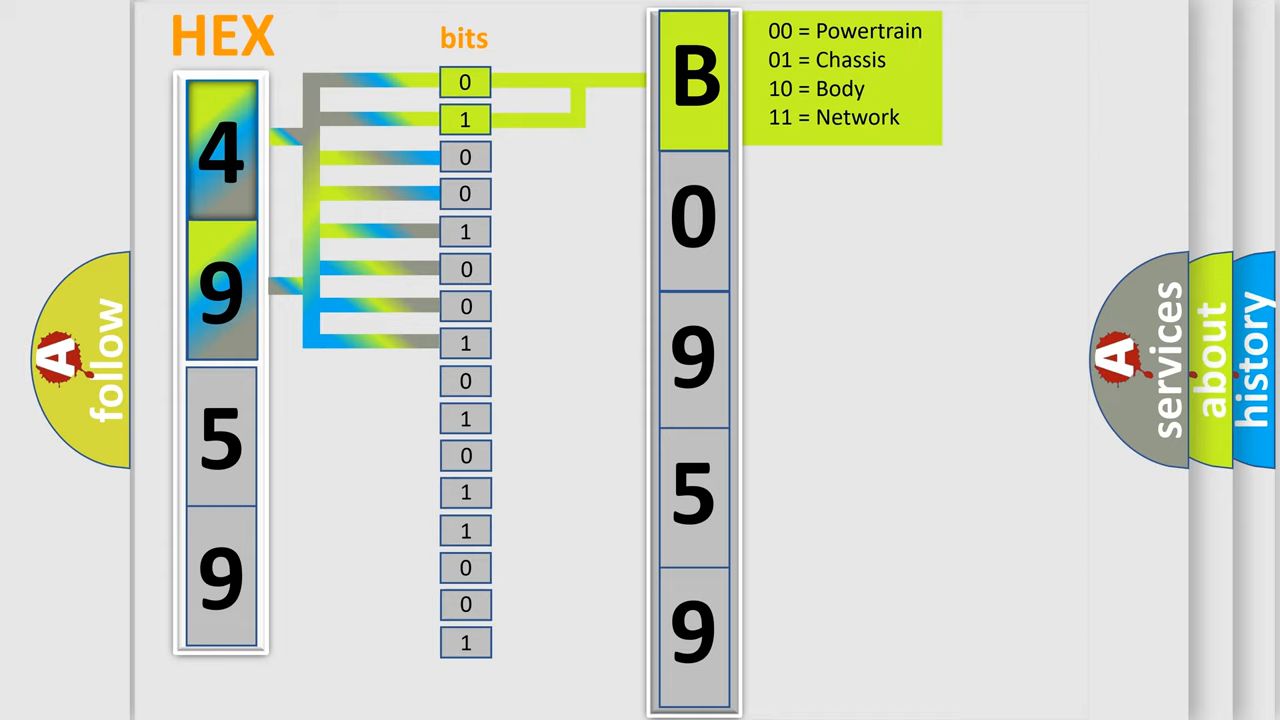 HEX
bits
4
9
5
9
0
1
0
0
1
0
0
1
0
1
0
1
1
0
0
1
B
0
9
5
9
00 = Powertrain
01 = Chassis
10 = Body
11 = Network
A
follow
A
services
about
history